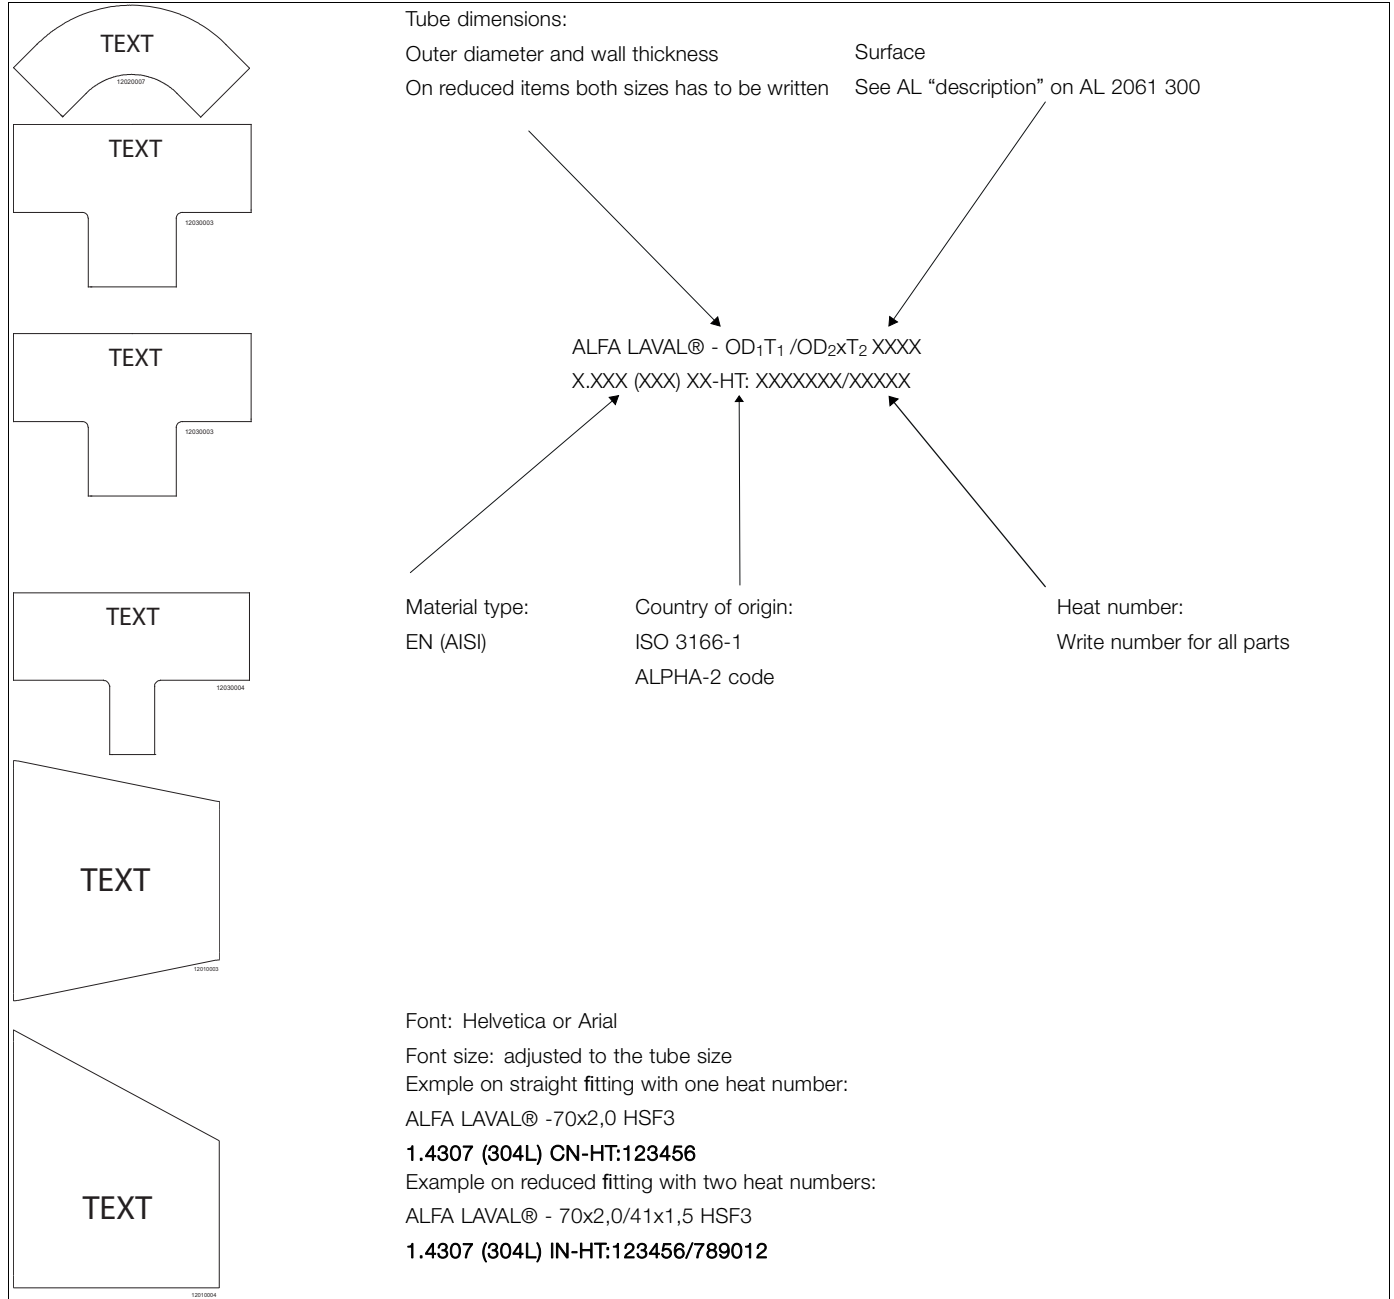 TEXT
12020007
TEXT
12030003
TEXT
12030003
TEXT
12030004
TEXT
12010003
TEXT
12010004
Tube dimensions:
Outer diameter and wall thickness
On reduced items both sizes has to be written
Surface
See AL “description” on AL 2061 300
ALFA LAVAL® - OD₁T₁ /OD₂xT₂ XXXX
X.XXX (XXX) XX-HT: XXXXXXX/XXXXX
Material type:
EN (AISI)
Country of origin:
ISO 3166-1
ALPHA-2 code
Heat number:
Write number for all parts
Font: Helvetica or Arial
Font size: adjusted to the tube size
Exmple on straight fitting with one heat number:
ALFA LAVAL® -70x2,0 HSF3
1.4307 (304L) CN-HT:123456
Example on reduced fitting with two heat numbers:
ALFA LAVAL® - 70x2,0/41x1,5 HSF3
1.4307 (304L) IN-HT:123456/789012